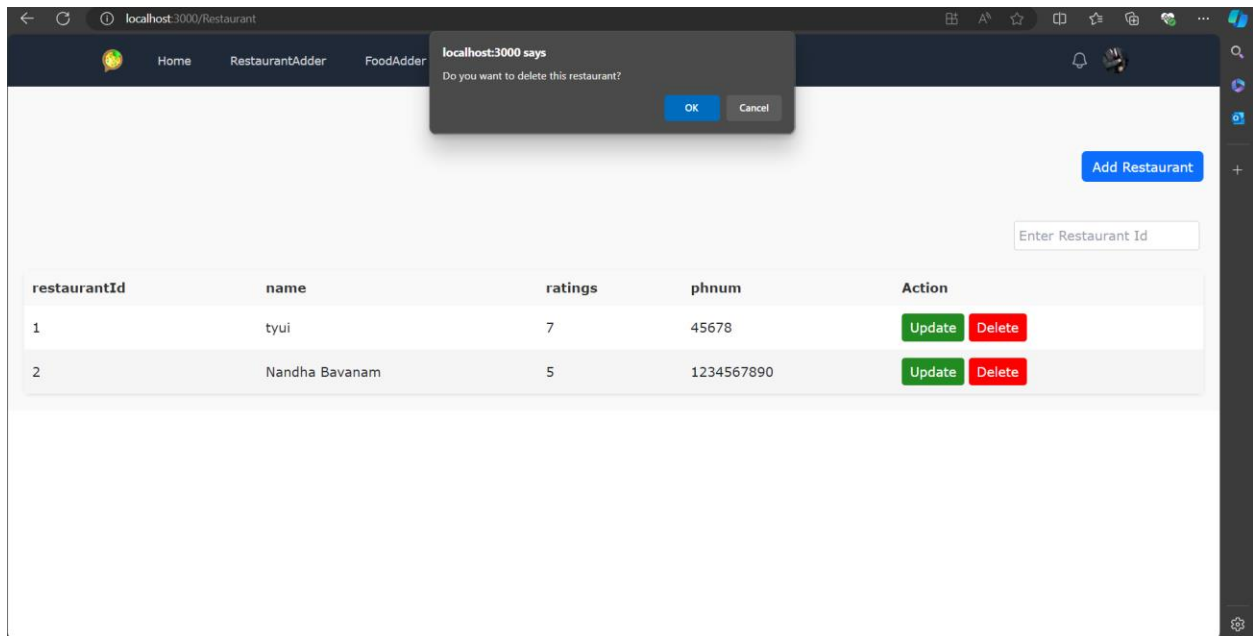 localhost:3000/Restaurant
localhost:3000 says
Do you want to delete this restaurant?
OK Cancel
Home RestaurantAdder FoodAdder
Add Restaurant
Enter Restaurant Id
restaurantId name ratings phnum Action
1 tyui 7 45678 Update Delete
2 Nandha Bavanam 5 1234567890 Update Delete